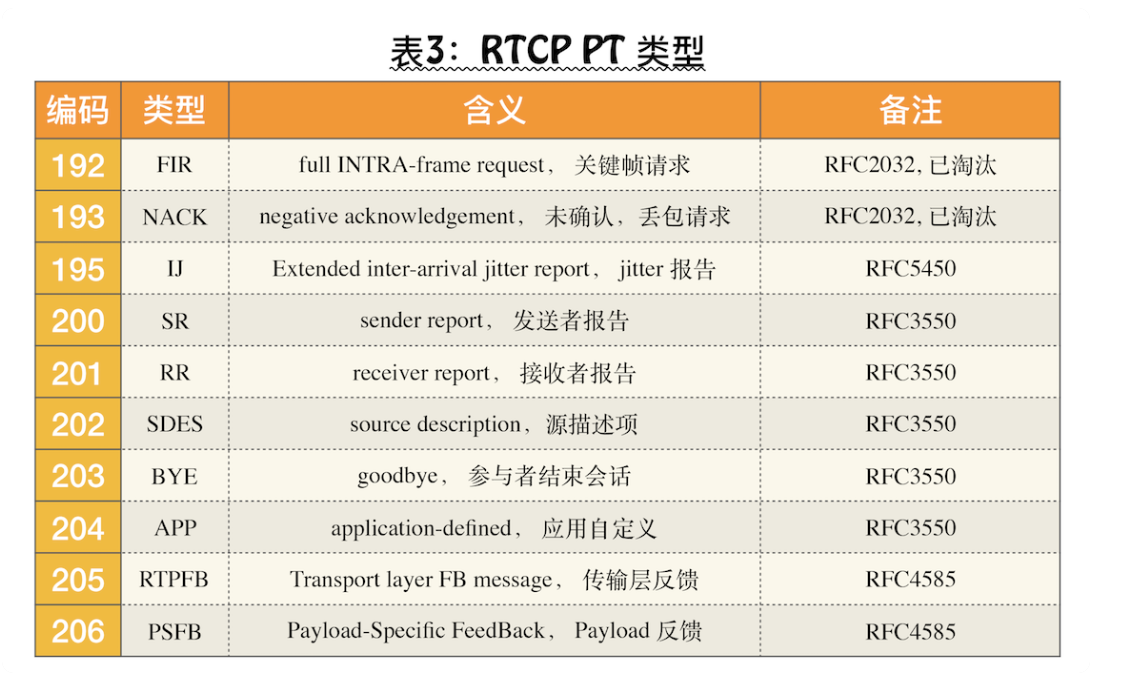 表3：RTCP PT 类型
编码 类型 含义 备注
192 FIR full INTRA-frame request， 关键帧请求 RFC2032, 已淘汰
193 NACK negative acknowledgement， 未确认，丢包请求 RFC2032, 已淘汰
195 IJ Extended inter-arrival jitter report， jitter 报告 RFC5450
200 SR sender report， 发送者报告 RFC3550
201 RR receiver report， 接收者报告 RFC3550
202 SDES source description，源描述项 RFC3550
203 BYE goodbye， 参与者结束会话 RFC3550
204 APP application-defined， 应用自定义 RFC3550
205 RTPFB Transport layer FB message， 传输层反馈 RFC4585
206 PSFB Payload-Specific FeedBack， Payload 反馈 RFC4585